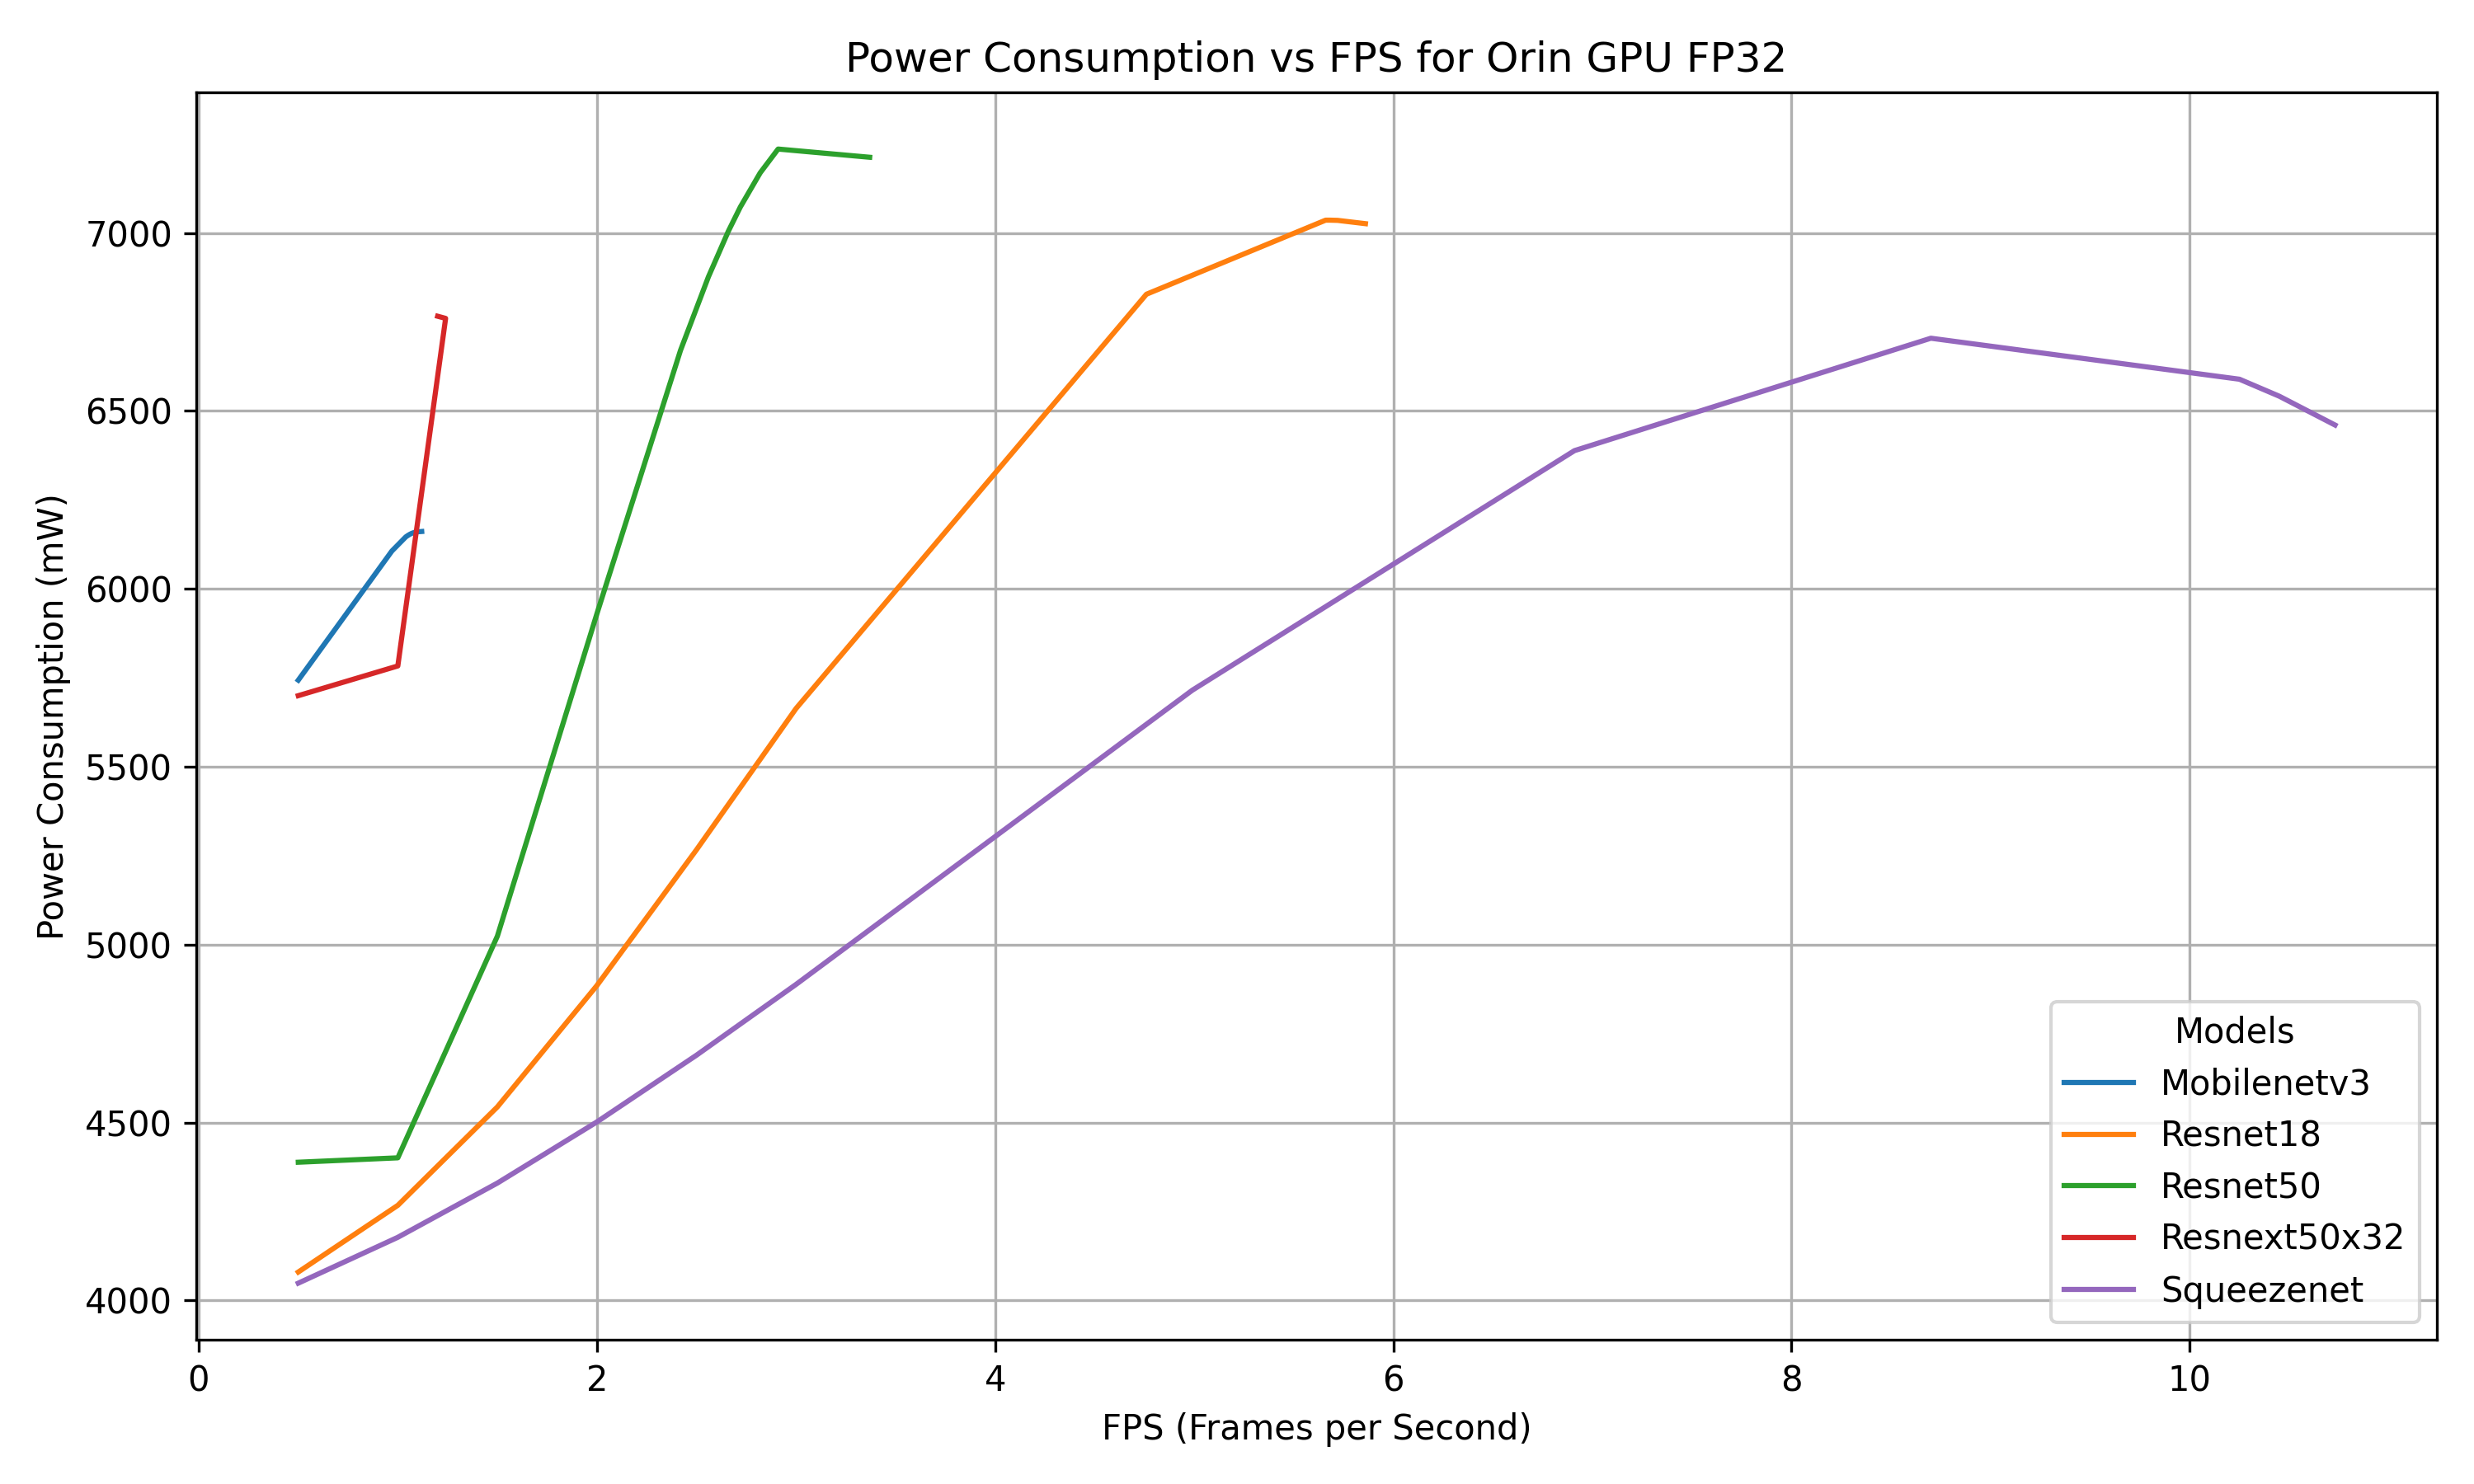 Power Consumption vs FPS for Orin GPU FP32
Power Consumption (mW)
7000
6500
6000
5500
5000
4500
4000
0 2 4 6 8 10
FPS (Frames per Second)
Models
Mobilenetv3
Resnet18
Resnet50
Resnext50x32
Squeezenet